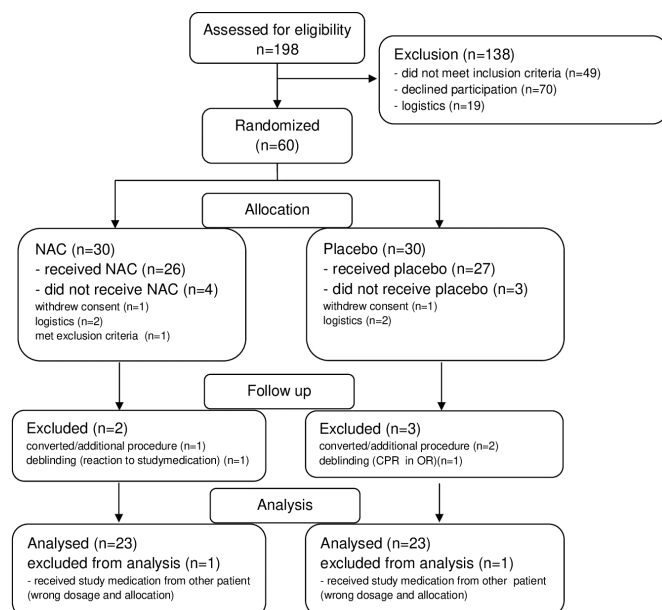 Assessed for eligibility
n=198
Exclusion (n=138)
- did not meet inclusion criteria (n=49)
- declined participation (n=70)
- logistics (n=19)
Randomized
(n=60)
Allocation
NAC (n=30)
- received NAC (n=26)
- did not receive NAC (n=4)
withdrew consent (n=1)
logistics (n=2)
met exclusion criteria (n=1)
Placebo (n=30)
- received placebo (n=27)
- did not receive placebo (n=3)
withdrew consent (n=1)
logistics (n=2)
Follow up
Excluded (n=2)
converted/additional procedure (n=1)
deblinding (reaction to studymedication) (n=1)
Excluded (n=3)
converted/additional procedure (n=2)
deblinding (CPR in OR)(n=1)
Analysis
Analysed (n=23)
excluded from analysis (n=1)
- received study medication from other patient
(wrong dosage and allocation)
Analysed (n=23)
excluded from analysis (n=1)
- received study medication from other patient
(wrong dosage and allocation)